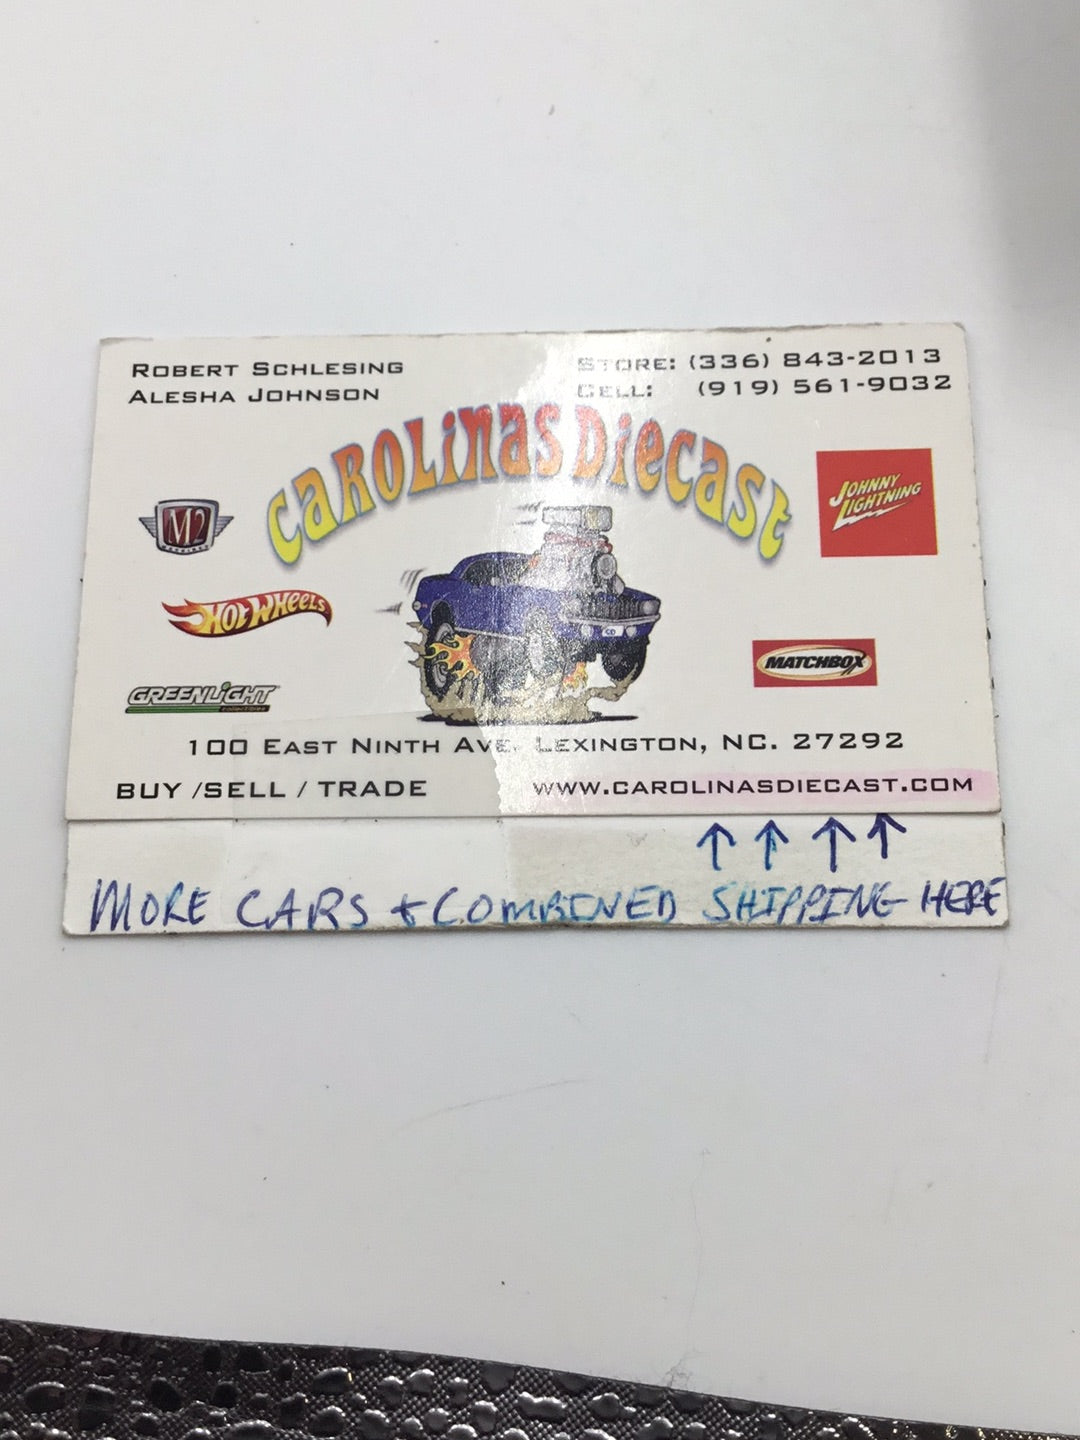 ROBERT SCHLESING
ALESHA JOHNSON
STORE: (336) 843-2013
CELL: (919) 561-9032
CAROLINAS DIECAST
M2
JOHNNY LIGHTNING
HOT WHEELS
CD
MATCHBOX
GREENLIGHT
collectibles
100 EAST NINTH AVE. LEXINGTON, NC. 27292
BUY /SELL / TRADE
WWW.CAROLINASDIECAST.COM
↑ ↑ ↑ ↑
MORE CARS + COMBINED SHIPPING HERE